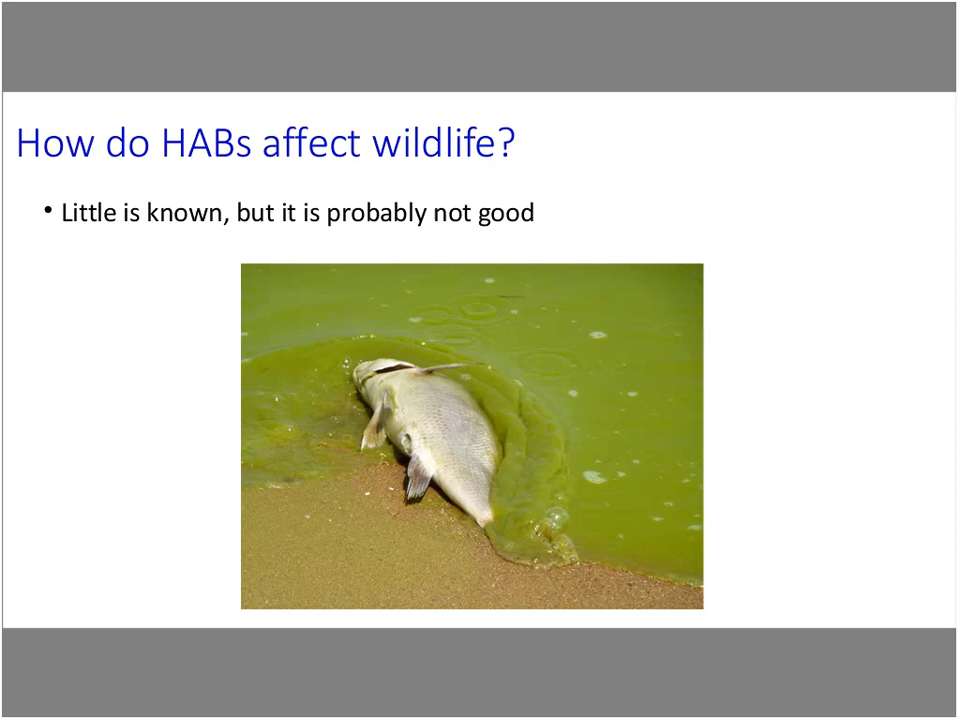 How do HABs affect wildlife?
• Little is known, but it is probably not good